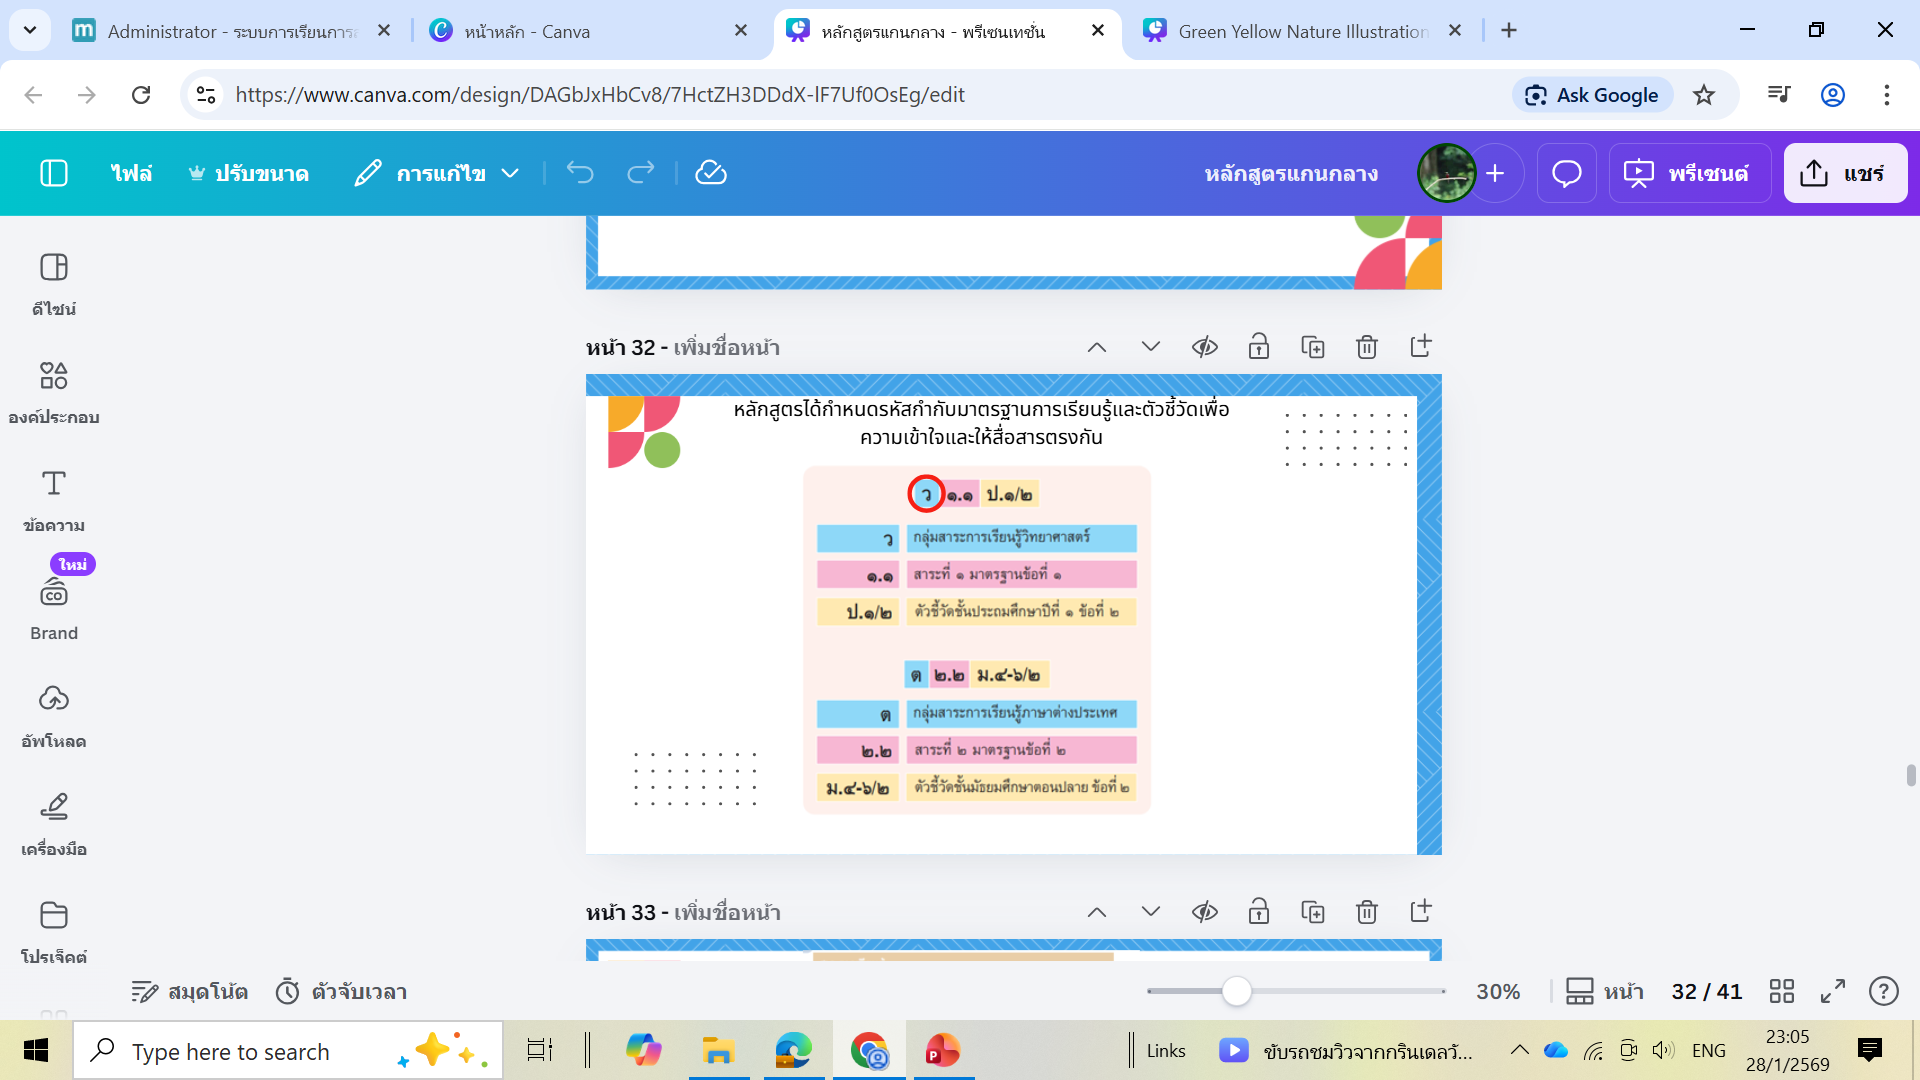 Administrator - ระบบการเรียนการส
หน้าหลัก - Canva
หลักสูตรแกนกลาง - พรีเซนเทชั่น
Green Yellow Nature Illustration
https://www.canva.com/design/DAGbJxHbCv8/7HctZH3DDdX-lF7Uf0OsEg/edit
Ask Google
ไฟล์
ปรับขนาด
การแก้ไข
หลักสูตรแกนกลาง
พรีเซนต์
แชร์
ดีไซน์
องค์ประกอบ
ข้อความ
ใหม่
Brand
อัพโหลด
เครื่องมือ
โปรเจ็คต์
หน้า 32 - เพิ่มชื่อหน้า
หลักสูตรได้กำหนดรหัสกำกับมาตรฐานการเรียนรู้และตัวชี้วัดเพื่อ
ความเข้าใจและให้สื่อสารตรงกัน
ว ๑.๑ ป.๑/๒
ว กลุ่มสาระการเรียนรู้วิทยาศาสตร์
๑.๑ สาระที่ ๑ มาตรฐานข้อที่ ๑
ป.๑/๒ ตัวชี้วัดชั้นประถมศึกษาปีที่ ๑ ข้อที่ ๒
ต ๒.๒ ม.๔-๖/๒
ต กลุ่มสาระการเรียนรู้ภาษาต่างประเทศ
๒.๒ สาระที่ ๒ มาตรฐานข้อที่ ๒
ม.๔-๖/๒ ตัวชี้วัดชั้นมัธยมศึกษาตอนปลาย ข้อที่ ๒
หน้า 33 - เพิ่มชื่อหน้า
สมุดโน้ต
ตัวจับเวลา
30%
หน้า
32 / 41
Type here to search
Links
ขับรถชมวิวจากกรินเดลวั...
ENG
23:05
28/1/2569